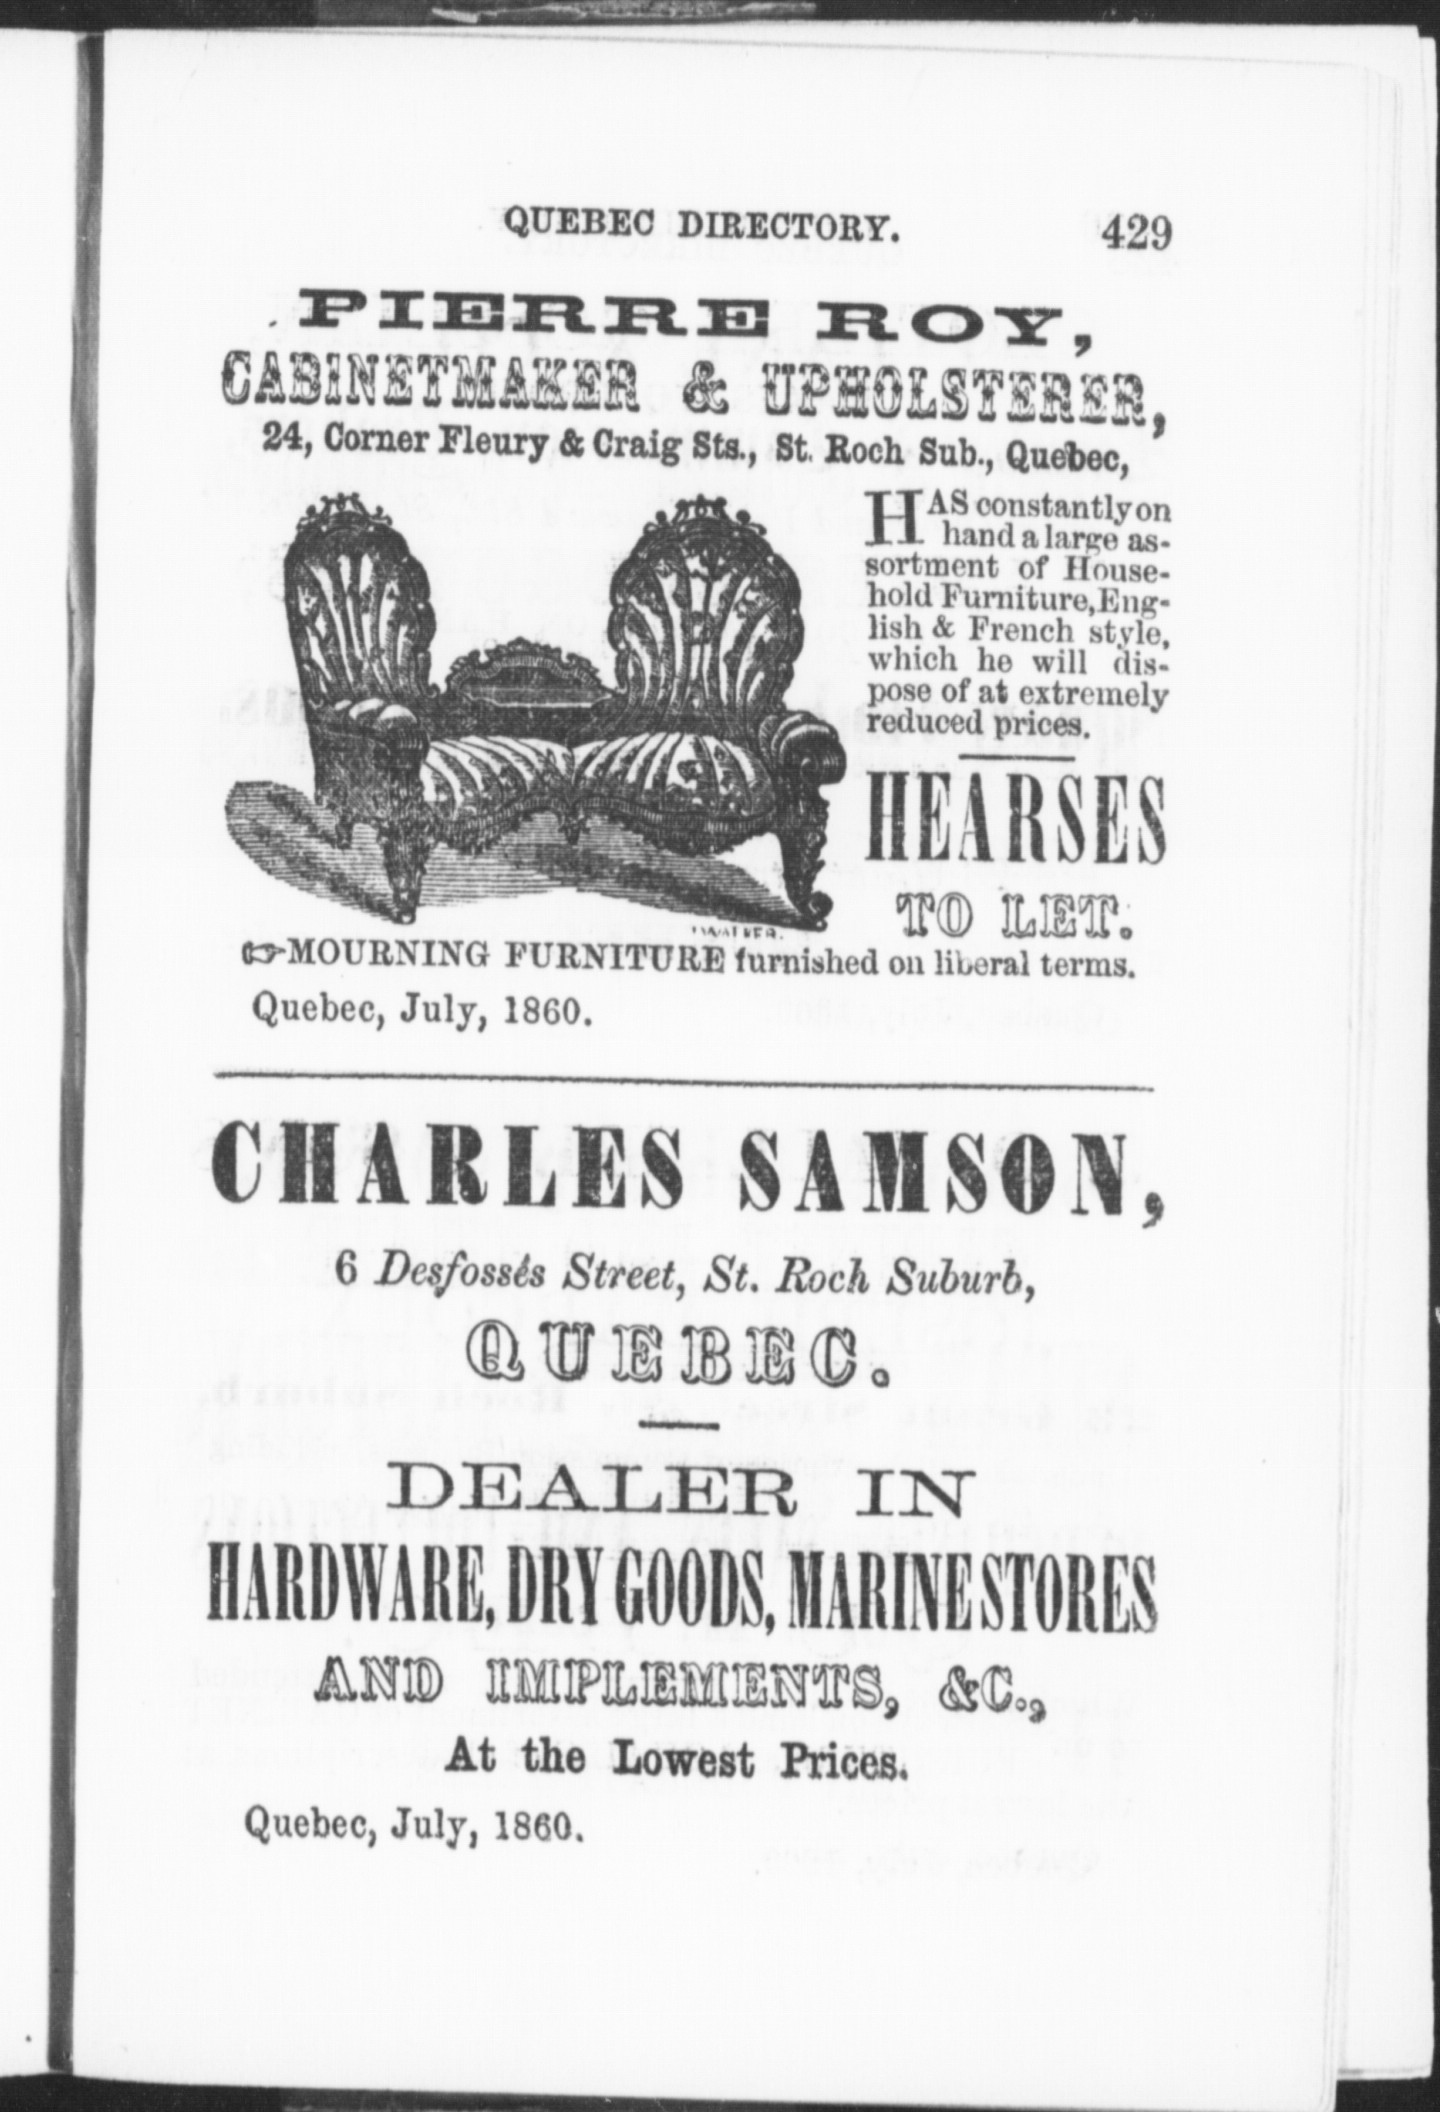 QUEBEC DIRECTORY. 429
PIERRE ROY,
CABINETMAKER & UPHOLSTERER,
24, Corner Fleury & Craig Sts., St. Roch Sub., Quebec,
HAS constantly on
hand a large as-
sortment of House-
hold Furniture, Eng-
lish & French style,
which he will dis-
pose of at extremely
reduced prices.
HEARSES
TO LET.
WALKER.
☞MOURNING FURNITURE furnished on liberal terms.
Quebec, July, 1860.
CHARLES SAMSON,
6 Desfossés Street, St. Roch Suburb,
QUEBEC.
DEALER IN
HARDWARE, DRY GOODS, MARINE STORES
AND IMPLEMENTS, &C.,
At the Lowest Prices.
Quebec, July, 1860.